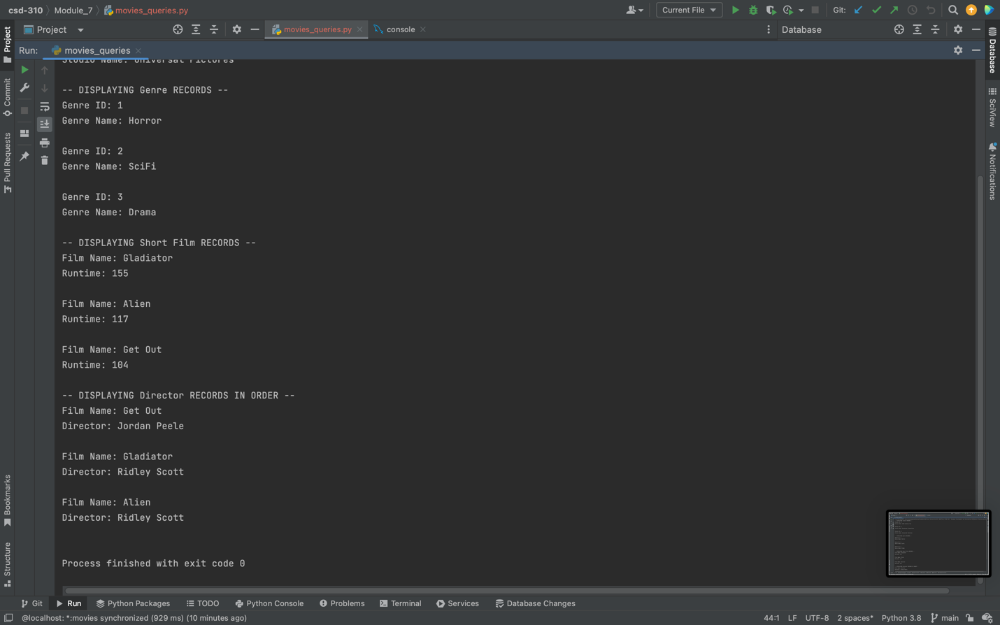 csd-310 Module_7 movies_queries.py Current File Git:
Project movies_queries.py console Database
Run: movies_queries
Studio Name: Universal Pictures
-- DISPLAYING Genre RECORDS --
Genre ID: 1
Genre Name: Horror
Genre ID: 2
Genre Name: SciFi
Genre ID: 3
Genre Name: Drama
-- DISPLAYING Short Film RECORDS --
Film Name: Gladiator
Runtime: 155
Film Name: Alien
Runtime: 117
Film Name: Get Out
Runtime: 104
-- DISPLAYING Director RECORDS IN ORDER --
Film Name: Get Out
Director: Jordan Peele
Film Name: Gladiator
Director: Ridley Scott
Film Name: Alien
Director: Ridley Scott
Process finished with exit code 0
Project
Commit
Pull Requests
Bookmarks
Structure
Database
SciView
Notifications
Git Run Python Packages TODO Python Console Problems Terminal Services Database Changes
@localhost: *:movies synchronized (929 ms) (10 minutes ago) 44:1 LF UTF-8 2 spaces* Python 3.8 main